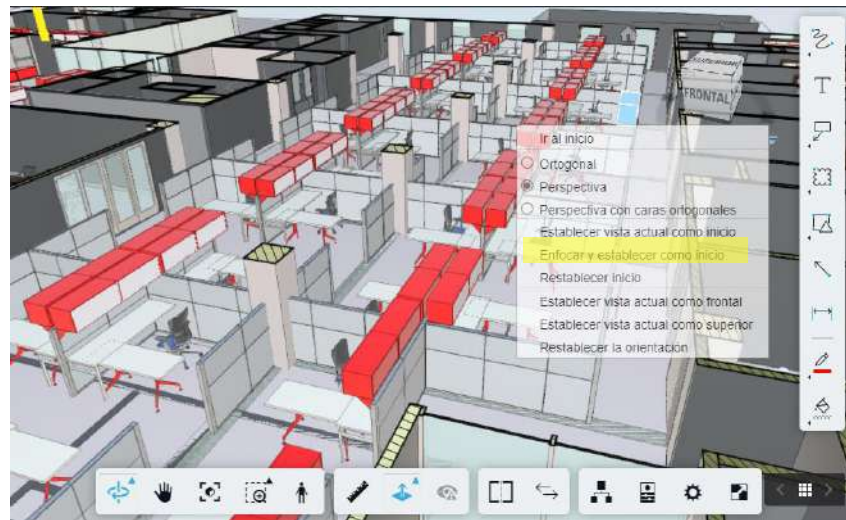 FRONTAL
T
Ir al inicio
Ortogonal
Perspectiva
Perspectiva con caras ortogonales
Establecer vista actual como inicio
Enfocar y establecer como inicio
Restablecer inicio
Establecer vista actual como frontal
Establecer vista actual como superior
Restablecer la orientación